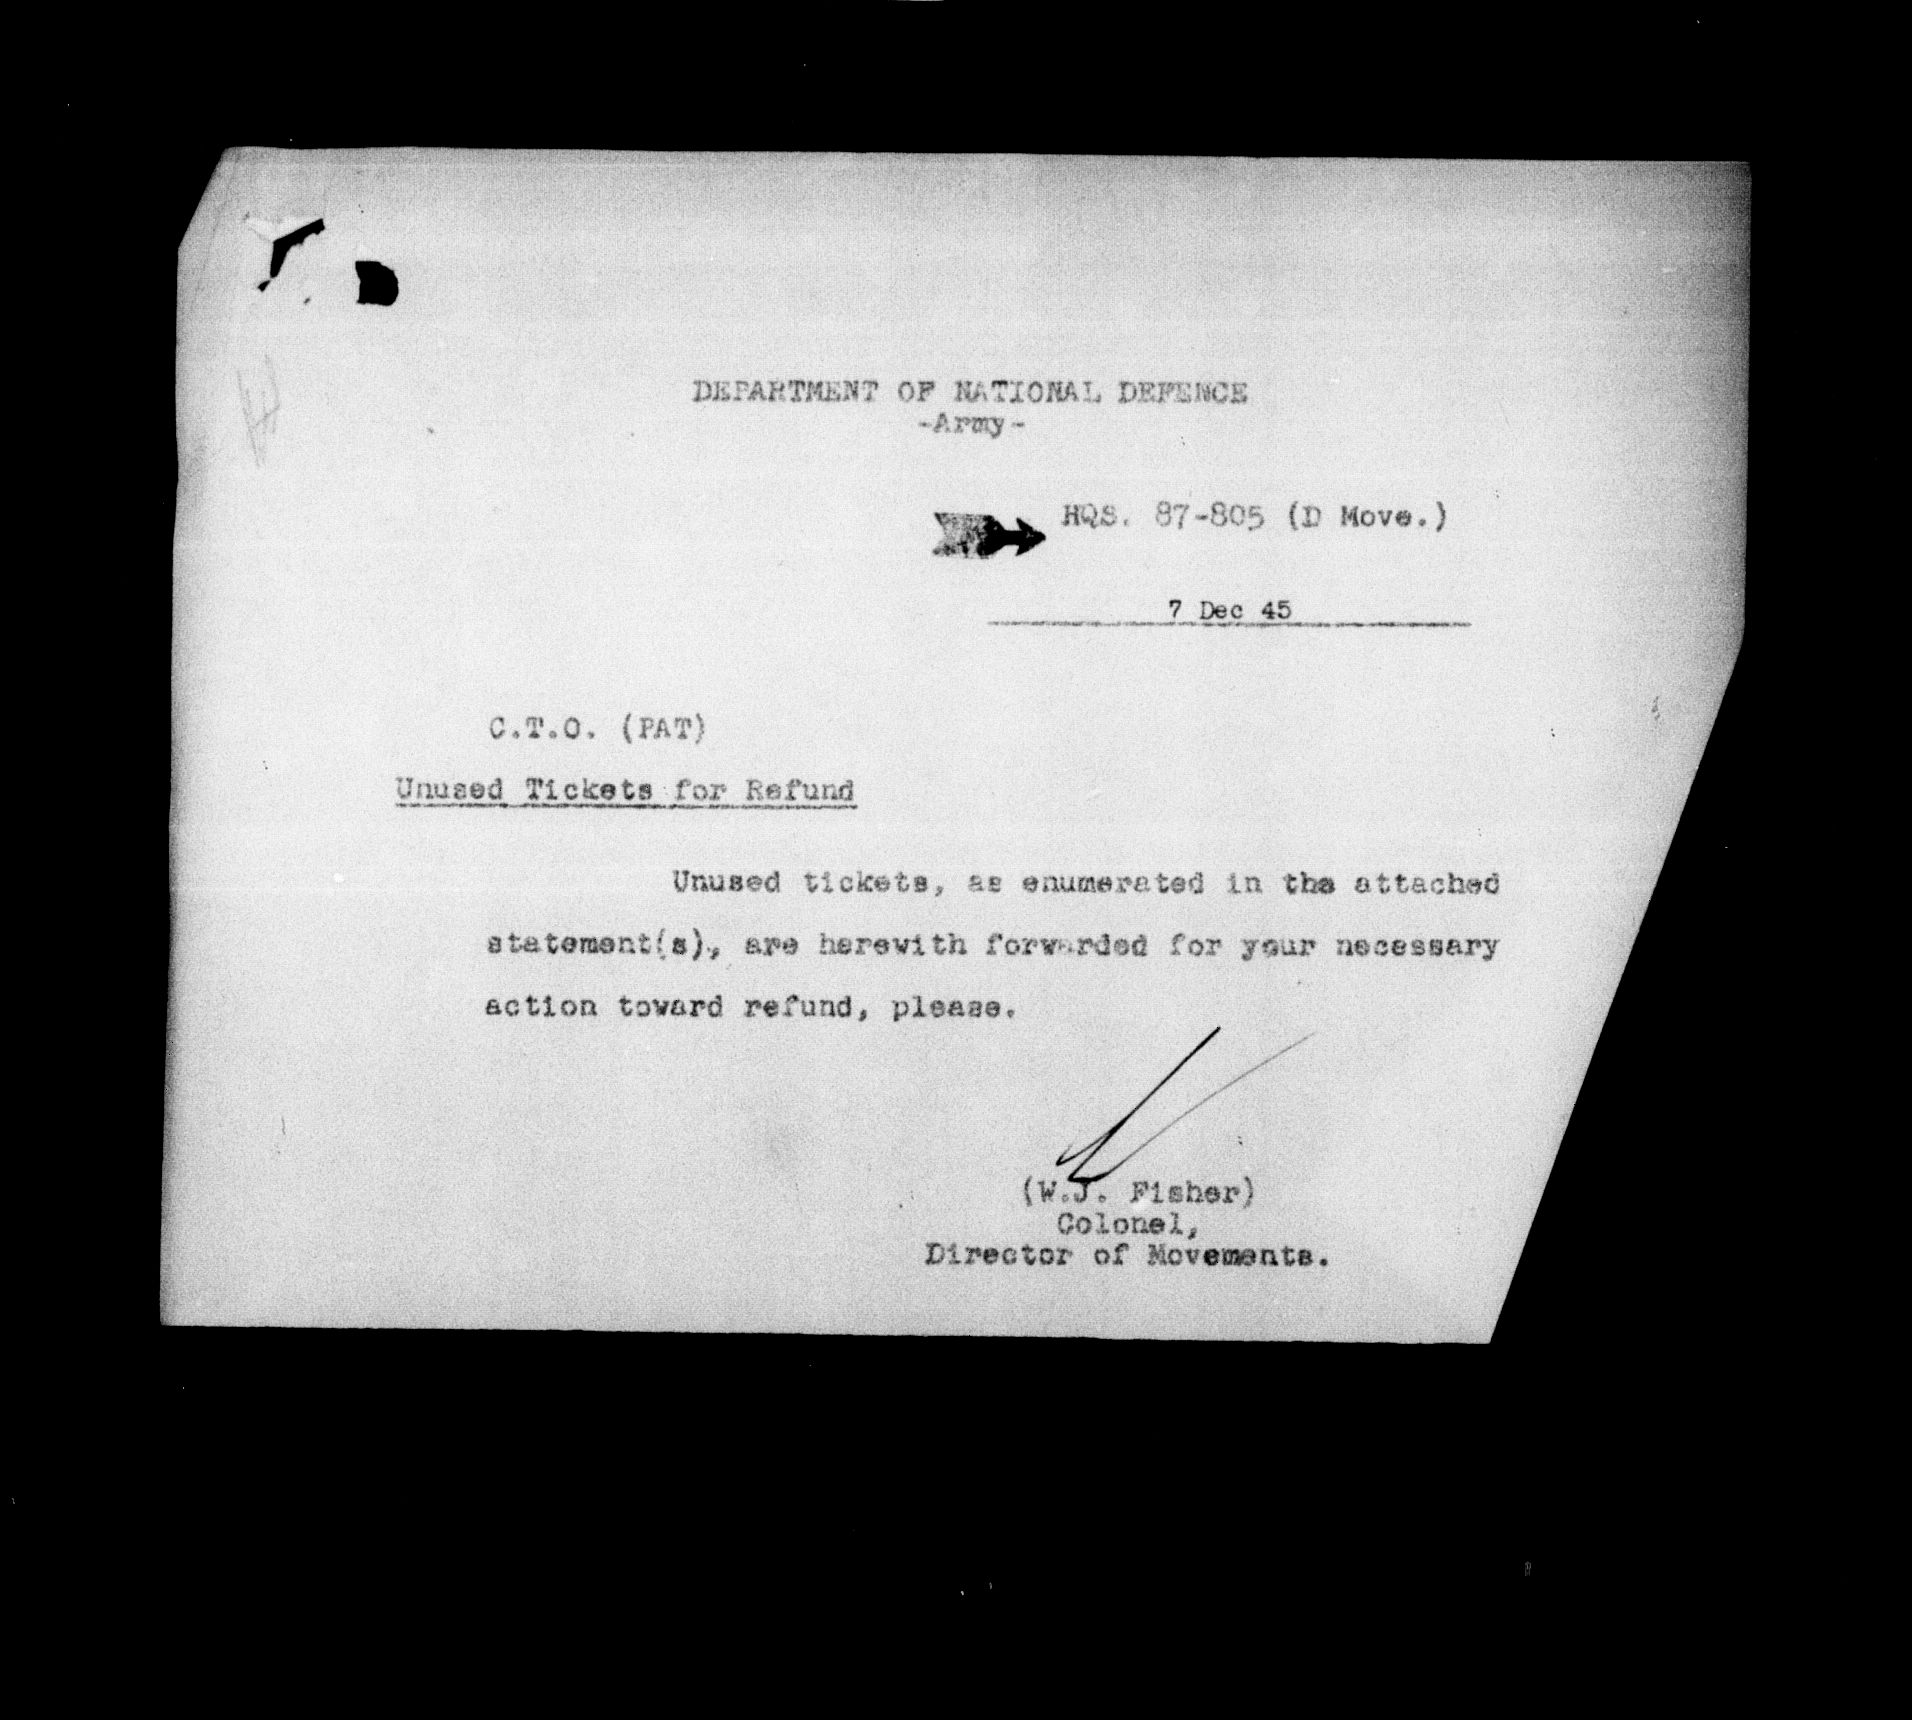 DEPARTMENT OF NATIONAL DEFENCE
-Army-
HQS. 87-805 (D Move.)
7 Dec 45
C.T.O. (PAT)
Unused Tickets for Refund
Unused tickets, as enumerated in the attached
statement(s), are herewith forwarded for your necessary
action toward refund, please.
(W.J. Fisher)
Colonel,
Director of Movements.